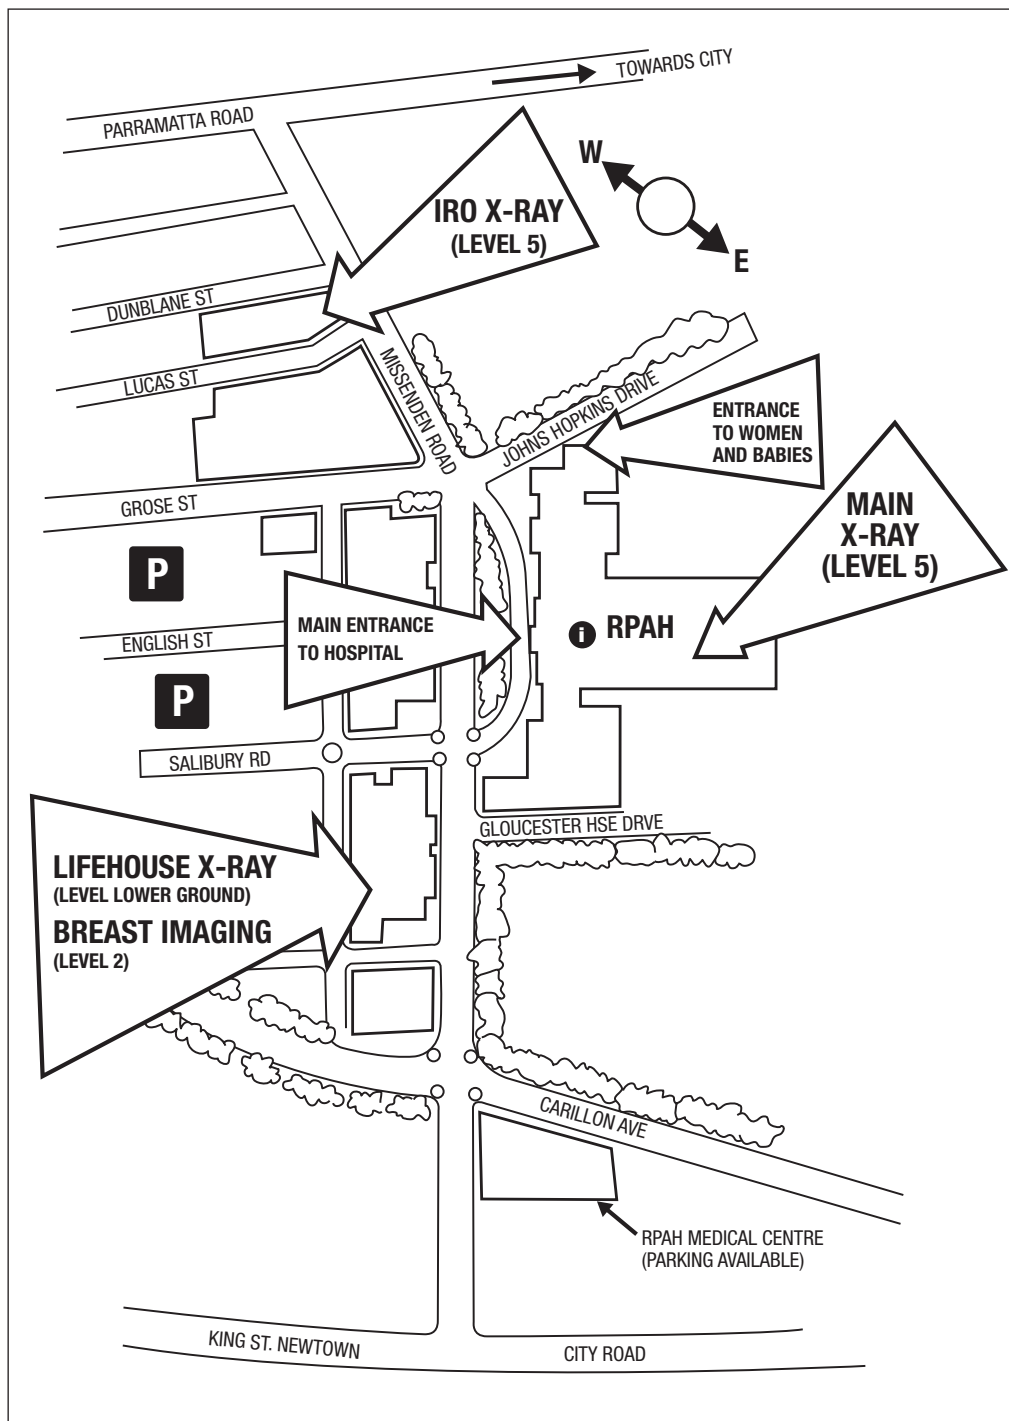 TOWARDS CITY
PARRAMATTA ROAD
W
E
IRO X-RAY
(LEVEL 5)
DUNBLANE ST
LUCAS ST
MISSENDEN ROAD
JOHNS HOPKINS DRIVE
ENTRANCE
TO WOMEN
AND BABIES
MAIN
X-RAY
(LEVEL 5)
GROSE ST
P
ENGLISH ST
MAIN ENTRANCE
TO HOSPITAL
i RPAH
P
SALIBURY RD
GLOUCESTER HSE DRVE
LIFEHOUSE X-RAY
(LEVEL LOWER GROUND)
BREAST IMAGING
(LEVEL 2)
CARILLON AVE
RPAH MEDICAL CENTRE
(PARKING AVAILABLE)
KING ST. NEWTOWN
CITY ROAD